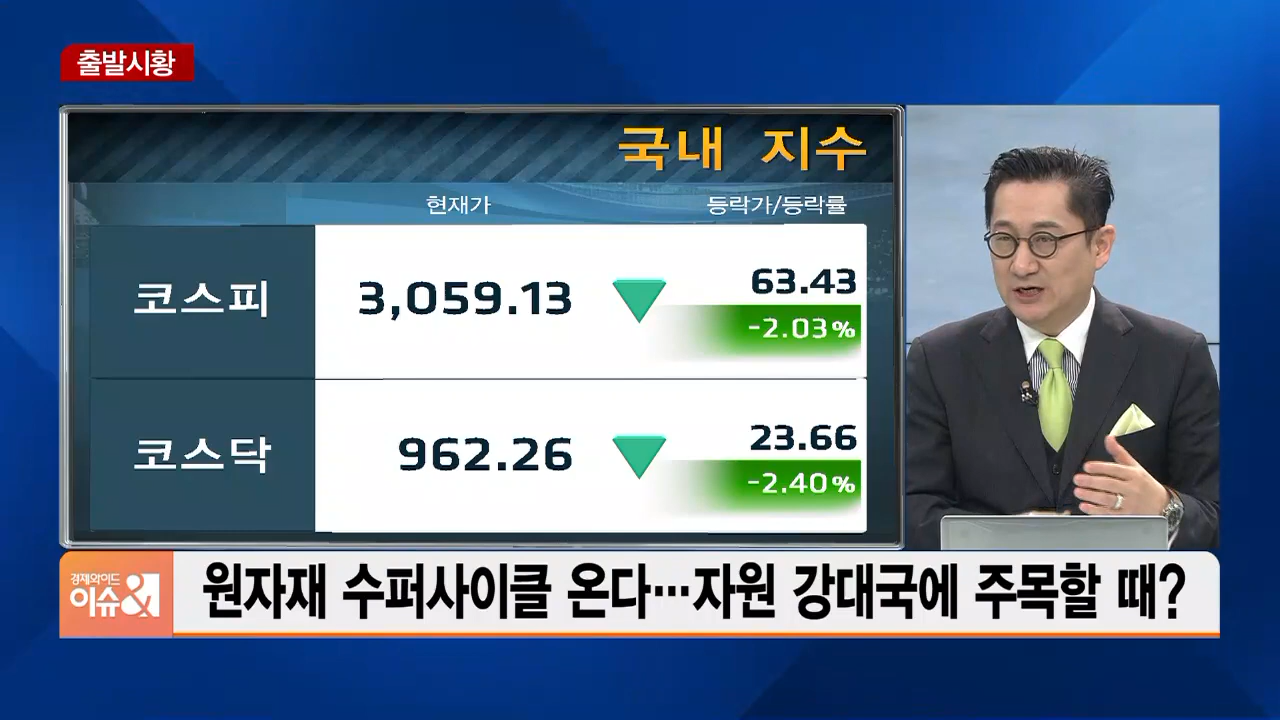 출발시황
국내 지수
현재가 등락가/등락률
코스피 3,059.13 ▼ 63.43
-2.03%
코스닥 962.26 ▼ 23.66
-2.40%
경제와이드
이슈&
원자재 수퍼사이클 온다…자원 강대국에 주목할 때?